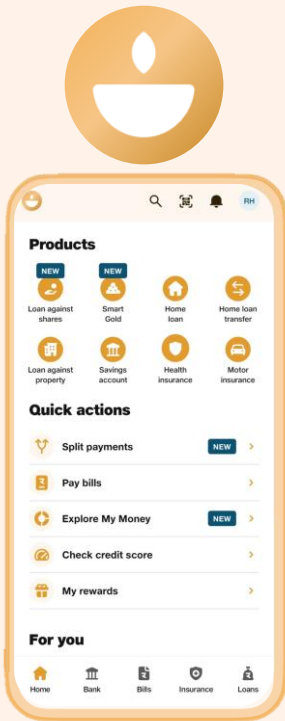 RH
Products
NEW NEW
Loan against shares
Smart Gold
Home loan
Home loan transfer
Loan against property
Savings account
Health insurance
Motor insurance
Quick actions
Split payments NEW
Pay bills
Explore My Money NEW
Check credit score
My rewards
For you
Home Bank Bills Insurance Loans